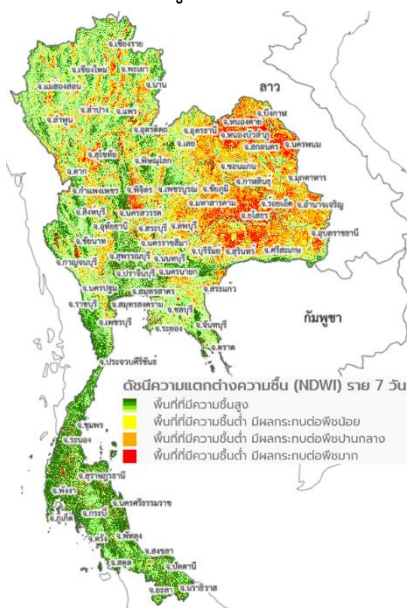 จ.เชียงราย
จ.เชียงใหม่ จ.พะเยา
จ.แม่ฮ่องสอน จ.น่าน
จ.ลำปาง จ.แพร่
จ.ลำพูน
ลาว
จ.บึงกาฬ
จ.อุตรดิตถ์ จ.อุดรธานี จ.หนองคาย
จ.เลย จ.หนองบัวลำภู
จ.สกลนคร จ.นครพนม
จ.สุโขทัย จ.พิษณุโลก
จ.ตาก จ.ขอนแก่น จ.มุกดาหาร
จ.กาฬสินธุ์
จ.กำแพงเพชร จ.พิจิตร จ.เพชรบูรณ์ จ.ชัยภูมิ
จ.มหาสารคาม จ.ร้อยเอ็ด จ.อำนาจเจริญ
จ.สิงห์บุรี จ.นครสวรรค์ จ.ยโสธร
จ.อุทัยธานี จ.สระบุรี จ.ลพบุรี จ.อุบลราชธานี
จ.ชัยนาท จ.นครราชสีมา จ.บุรีรัมย์ จ.สุรินทร์ จ.ศรีสะเกษ
จ.กาญจนบุรี จ.สุพรรณบุรี จ.นนทบุรี
จ.ปราจีนบุรี จ.นครนายก
จ.นครปฐม จ.สมุทรสาคร จ.สระแก้ว
จ.ราชบุรี จ.สมุทรสงคราม
จ.เพชรบุรี จ.ชลบุรี
จ.ระยอง จ.จันทบุรี
กัมพูชา
จ.ตราด
จ.ประจวบคีรีขันธ์
ดัชนีความแตกต่างความชื้น (NDWI) ราย 7 วัน
พื้นที่ที่มีความชื้นสูง
พื้นที่ที่มีความชื้นต่ำ มีผลกระทบต่อพืชน้อย
พื้นที่ที่มีความชื้นต่ำ มีผลกระทบต่อพืชปานกลาง
พื้นที่ที่มีความชื้นต่ำ มีผลกระทบต่อพืชมาก
จ.ชุมพร
จ.ระนอง
จ.สุราษฎร์ธานี
จ.พังงา
จ.นครศรีธรรมราช
จ.ภูเก็ต จ.กระบี่
จ.ตรัง จ.พัทลุง
จ.สงขลา
จ.สตูล จ.ปัตตานี
จ.ยะลา จ.นราธิวาส